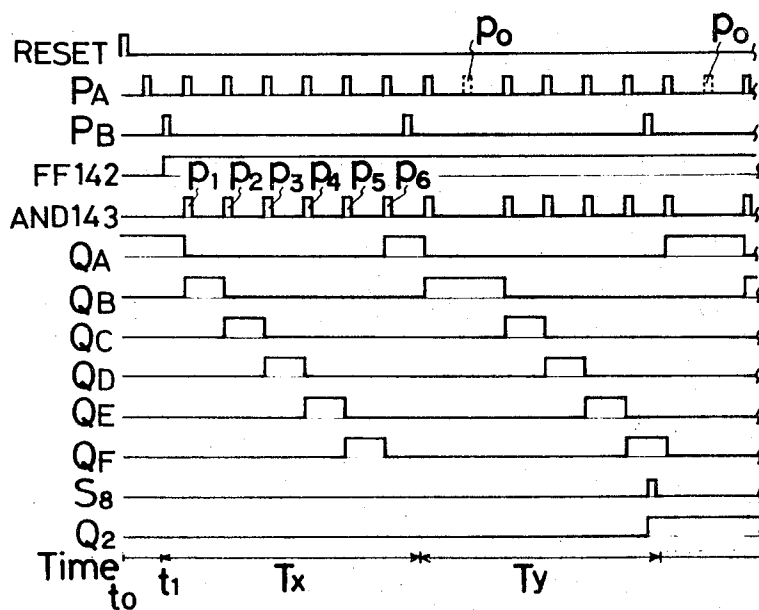 RESET
Po Po
PA
PB
FF142
P1 P2 P3 P4 P5 P6
AND143
QA
QB
QC
QD
QE
QF
S8
Q2
Time
to t1 Tx Ty